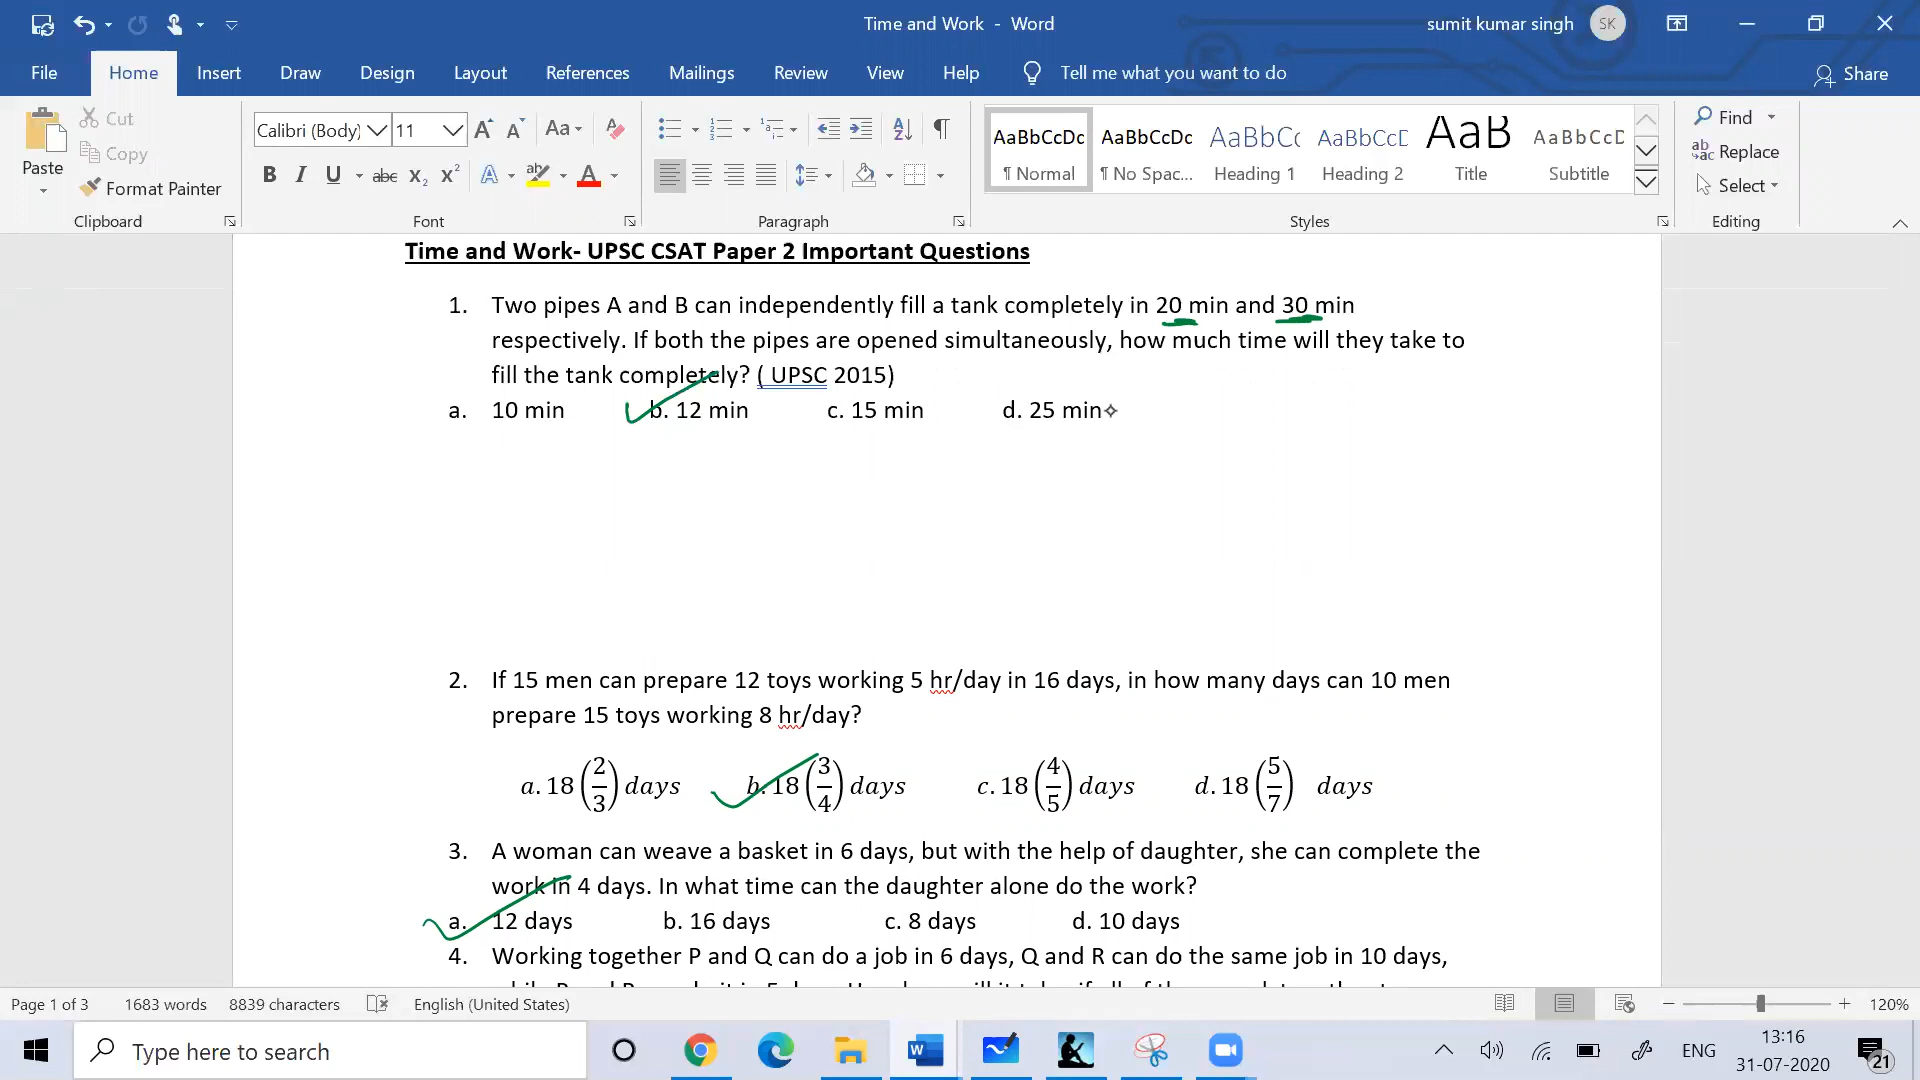 Time and Work - Word
sumit kumar singh
SK
File Home Insert Draw Design Layout References Mailings Review View Help Tell me what you want to do Share
Paste
Cut
Copy
Format Painter
Clipboard
Calibri (Body) 11
Font
Paragraph
AaBbCcDc AaBbCcDc AaBbC( AaBbCcD AaB AaBbCcD
¶ Normal ¶ No Spac... Heading 1 Heading 2 Title Subtitle
Styles
Find
Replace
Select
Editing
Time and Work- UPSC CSAT Paper 2 Important Questions
1. Two pipes A and B can independently fill a tank completely in 20 min and 30 min
respectively. If both the pipes are opened simultaneously, how much time will they take to
fill the tank completely? ( UPSC 2015)
a. 10 min b. 12 min c. 15 min d. 25 min
2. If 15 men can prepare 12 toys working 5 hr/day in 16 days, in how many days can 10 men
prepare 15 toys working 8 hr/day?
a. 18 (2/3) days b. 18 (3/4) days c. 18 (4/5) days d. 18 (5/7) days
3. A woman can weave a basket in 6 days, but with the help of daughter, she can complete the
work in 4 days. In what time can the daughter alone do the work?
a. 12 days b. 16 days c. 8 days d. 10 days
4. Working together P and Q can do a job in 6 days, Q and R can do the same job in 10 days,
Page 1 of 3 1683 words 8839 characters English (United States) 120%
Type here to search
ENG
13:16
31-07-2020
21